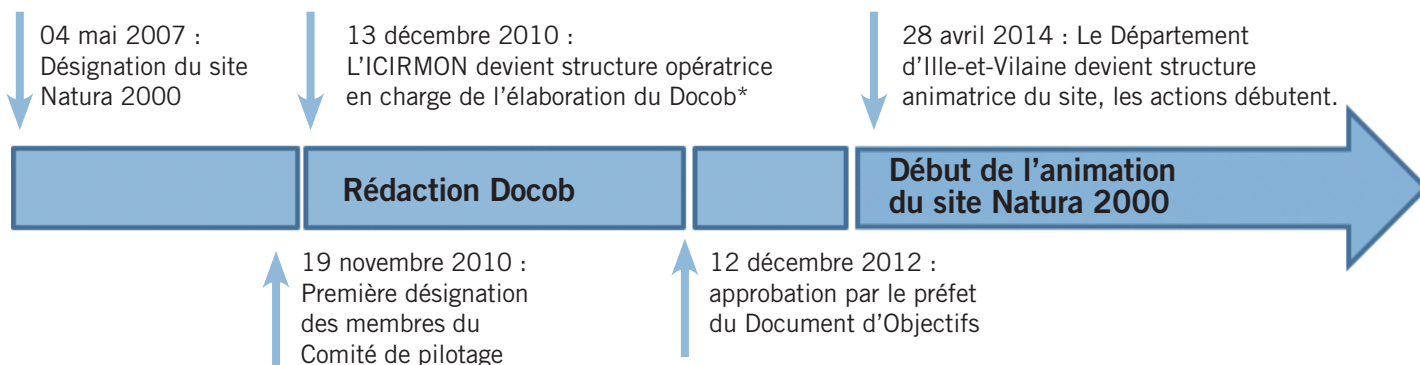 04 mai 2007 :
Désignation du site
Natura 2000
13 décembre 2010 :
L’ICIRMON devient structure opératrice
en charge de l’élaboration du Docob*
28 avril 2014 : Le Département
d’Ille-et-Vilaine devient structure
animatrice du site, les actions débutent.
Rédaction Docob
Début de l’animation
du site Natura 2000
19 novembre 2010 :
Première désignation
des membres du
Comité de pilotage
12 décembre 2012 :
approbation par le préfet
du Document d’Objectifs